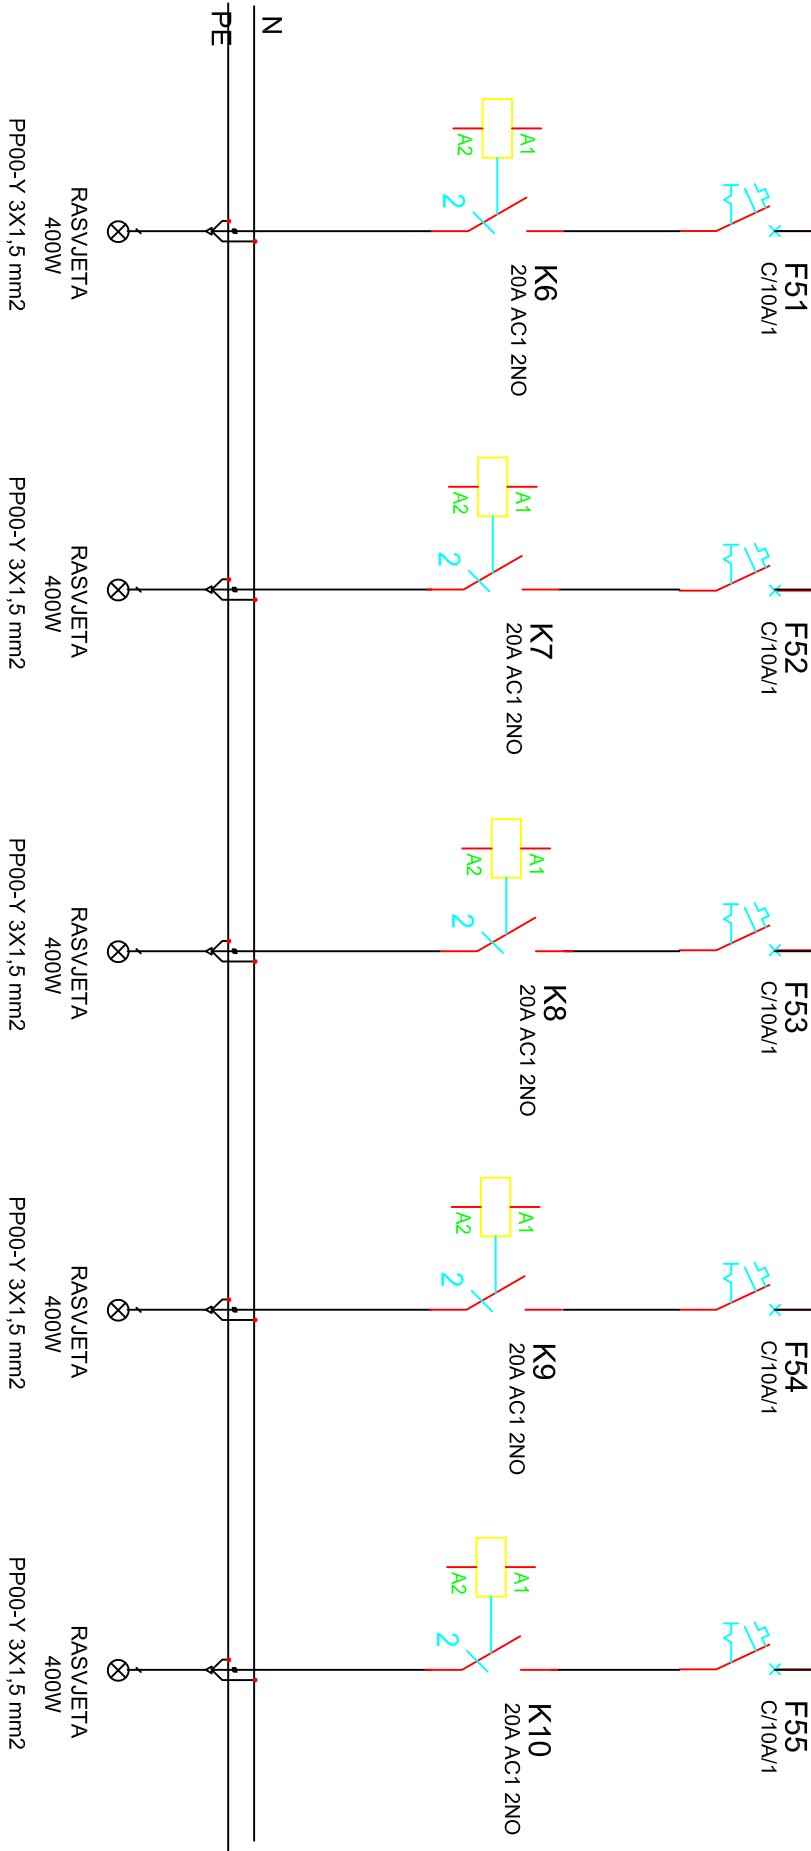 F51
C/10A/1
F52
C/10A/1
F53
C/10A/1
F54
C/10A/1
F55
C/10A/1
A1
A2
2
K6
20A AC1 2NO
A1
A2
2
K7
20A AC1 2NO
A1
A2
2
K8
20A AC1 2NO
A1
A2
2
K9
20A AC1 2NO
A1
A2
2
K10
20A AC1 2NO
N
PE
RASVJETA
400W
PP00-Y 3X1,5 mm2
RASVJETA
400W
PP00-Y 3X1,5 mm2
RASVJETA
400W
PP00-Y 3X1,5 mm2
RASVJETA
400W
PP00-Y 3X1,5 mm2
RASVJETA
400W
PP00-Y 3X1,5 mm2